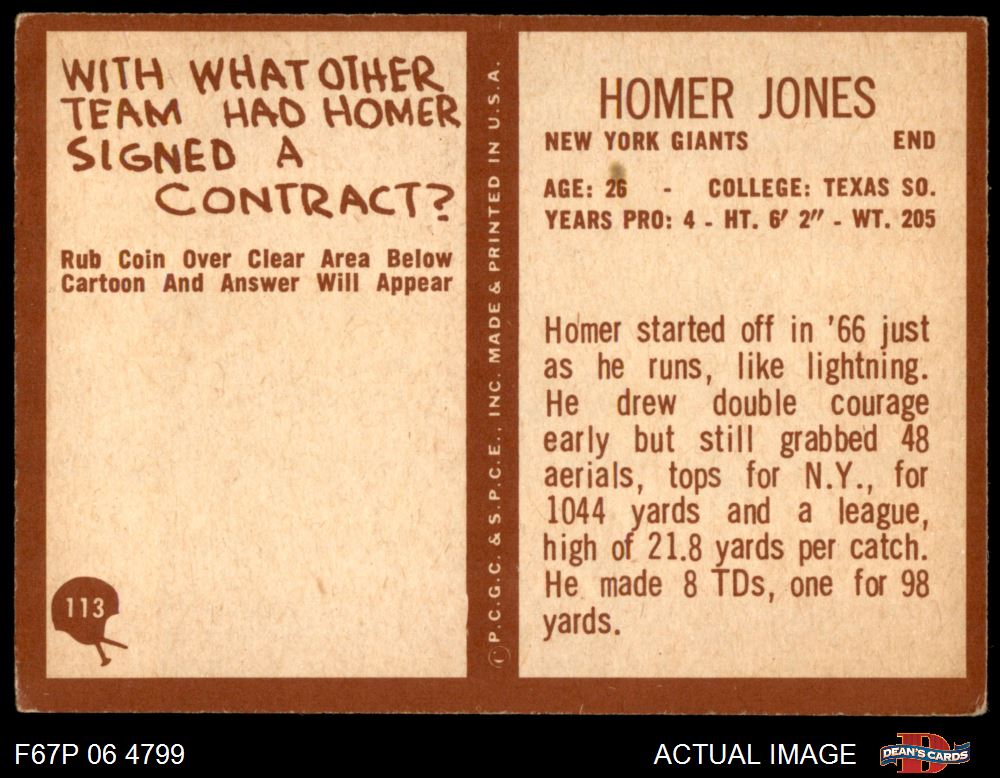 WITH WHAT OTHER
TEAM HAD HOMER
SIGNED A
CONTRACT?
Rub Coin Over Clear Area Below
Cartoon And Answer Will Appear
113
© P.C.G.C. & S.P.C.E., INC. MADE & PRINTED IN U.S.A.
HOMER JONES
NEW YORK GIANTS END
AGE: 26 - COLLEGE: TEXAS SO.
YEARS PRO: 4 - HT. 6' 2" - WT. 205
Homer started off in '66 just
as he runs, like lightning.
He drew double courage
early but still grabbed 48
aerials, tops for N.Y., for
1044 yards and a league,
high of 21.8 yards per catch.
He made 8 TDs, one for 98
yards.
F67P 06 4799
ACTUAL IMAGE
D
DEAN'S CARDS